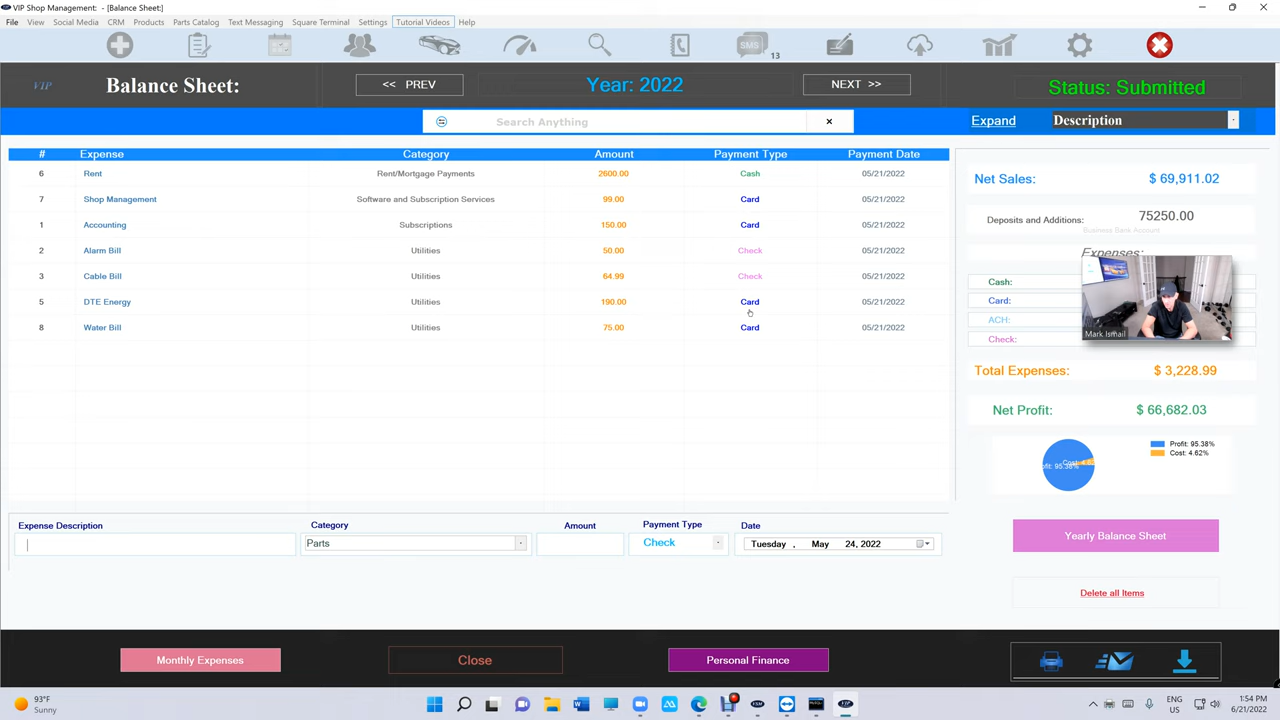 VIP Shop Management: - [Balance Sheet:]
File View Social Media CRM Products Parts Catalog Text Messaging Square Terminal Settings Tutorial Videos Help
SMS 13
VIP Balance Sheet: << PREV Year: 2022 NEXT >> Status: Submitted
Search Anything × Expand Description
# Expense Category Amount Payment Type Payment Date
6 Rent Rent/Mortgage Payments 2600.00 Cash 05/21/2022
7 Shop Management Software and Subscription Services 99.00 Card 05/21/2022
1 Accounting Subscriptions 150.00 Card 05/21/2022
2 Alarm Bill Utilities 50.00 Check 05/21/2022
3 Cable Bill Utilities 64.99 Check 05/21/2022
5 DTE Energy Utilities 190.00 Card 05/21/2022
8 Water Bill Utilities 75.00 Card 05/21/2022
Net Sales: $ 69,911.02
Deposits and Additions: 75250.00
Business Bank Account
Expenses:
Cash:
Card:
ACH:
Check:
Mark Ismail
Total Expenses: $ 3,228.99
Net Profit: $ 66,682.03
Profit: 95.38%
Cost: 4.62%
Expense Description Category Amount Payment Type Date
Parts Check Tuesday , May 24, 2022
Yearly Balance Sheet
Delete all Items
Monthly Expenses Close Personal Finance
93°F
Sunny
ENG
US
1:54 PM
6/21/2022